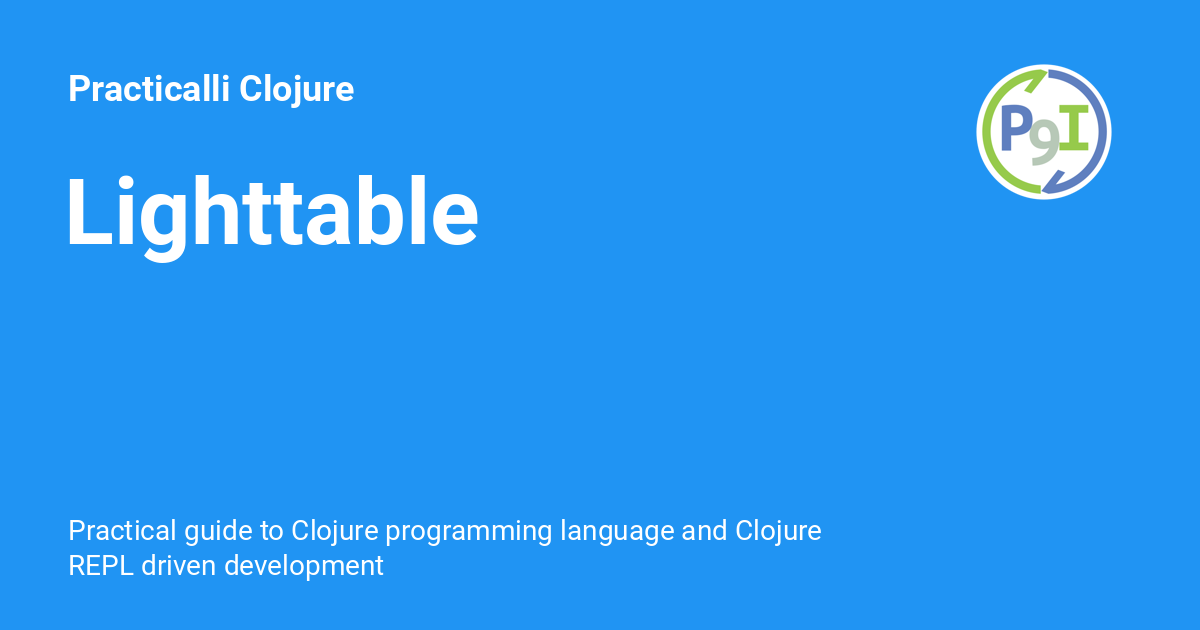 Practicalli Clojure
P9I
Lighttable
Practical guide to Clojure programming language and Clojure
REPL driven development